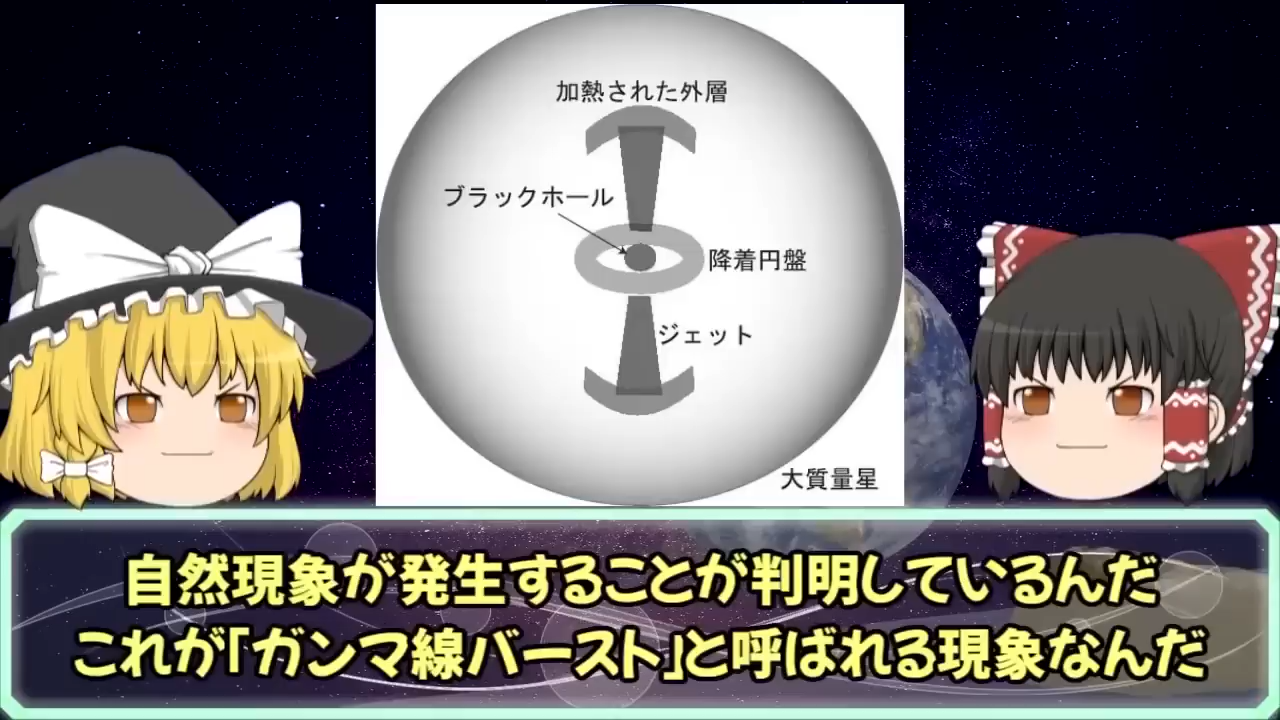 加熱された外層
ブラックホール
降着円盤
ジェット
大質量星
自然現象が発生することが判明しているんだ
これが「ガンマ線バースト」と呼ばれる現象なんだ